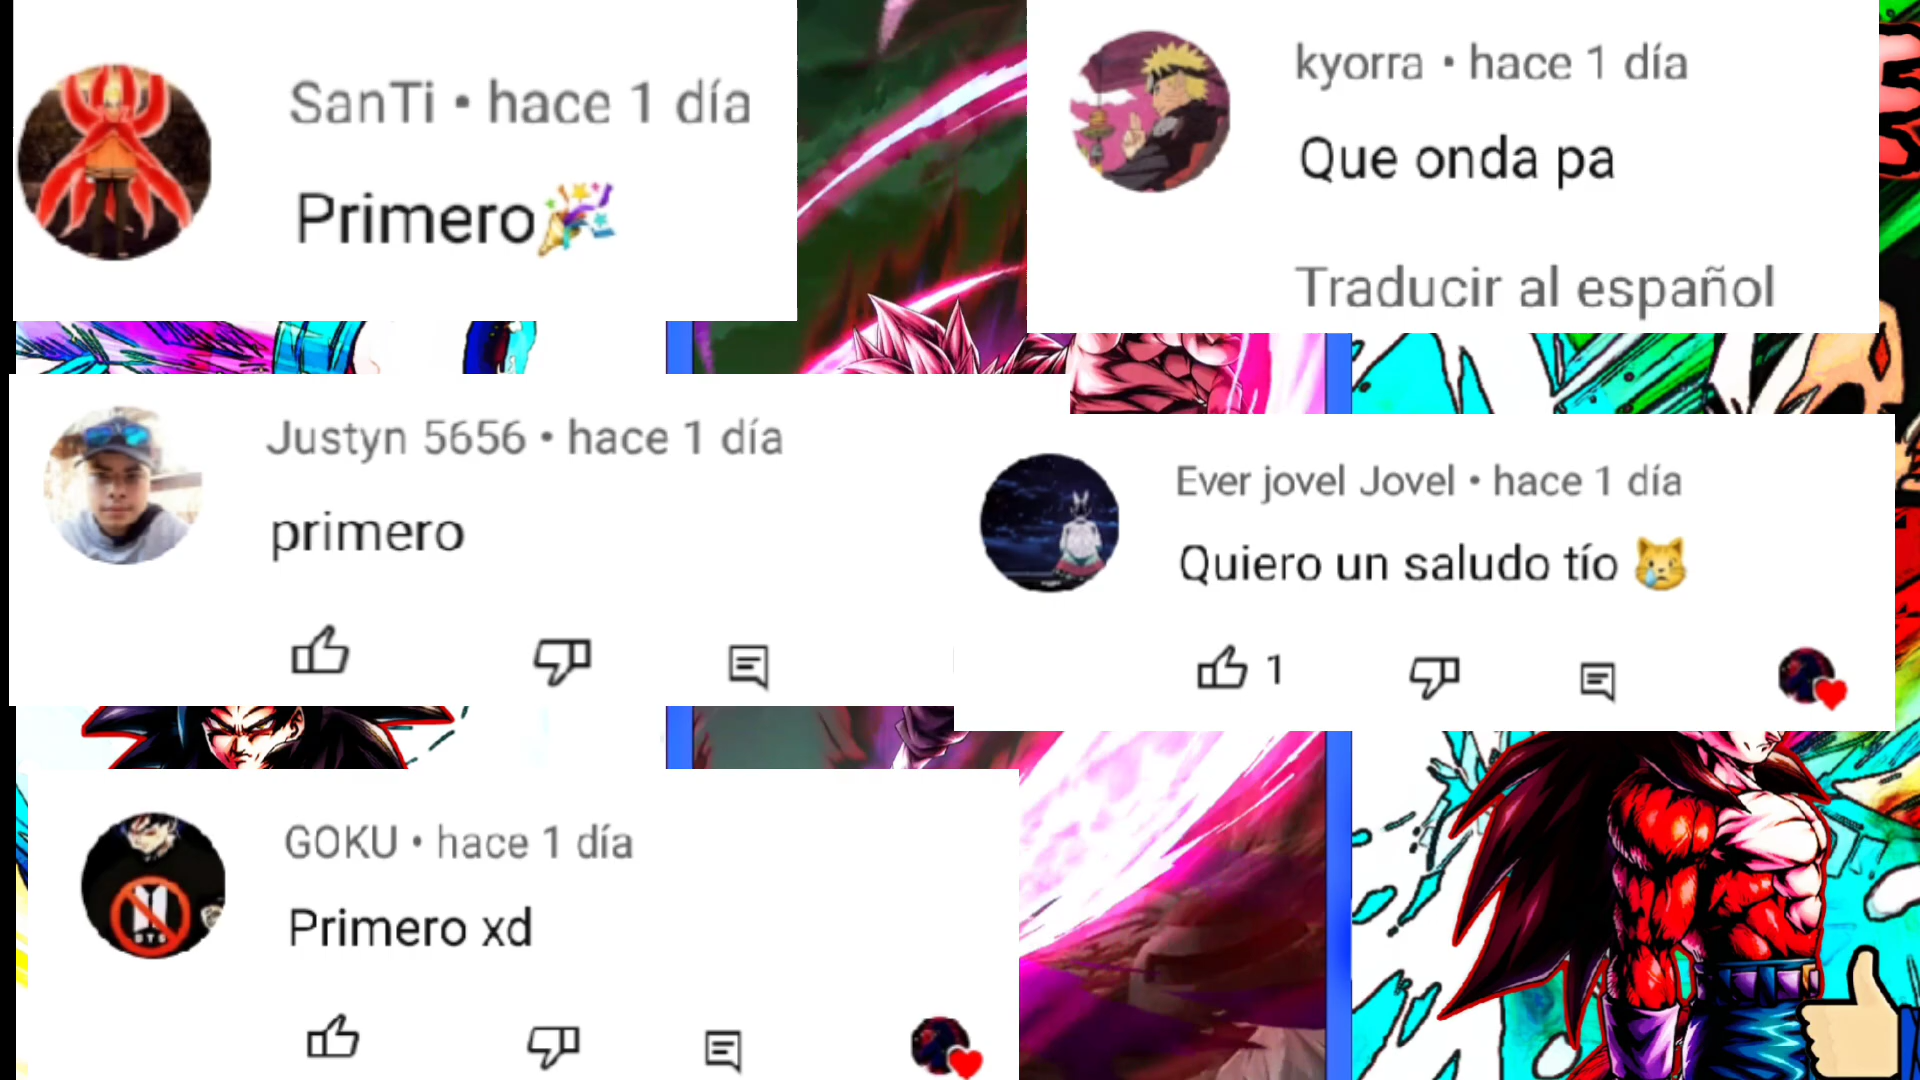 SanTi • hace 1 día
Primero🎉
kyorra • hace 1 día
Que onda pa
Traducir al español
Justyn 5656 • hace 1 día
primero
Ever jovel Jovel • hace 1 día
Quiero un saludo tío 😿
1
GOKU • hace 1 día
BTS
Primero xd